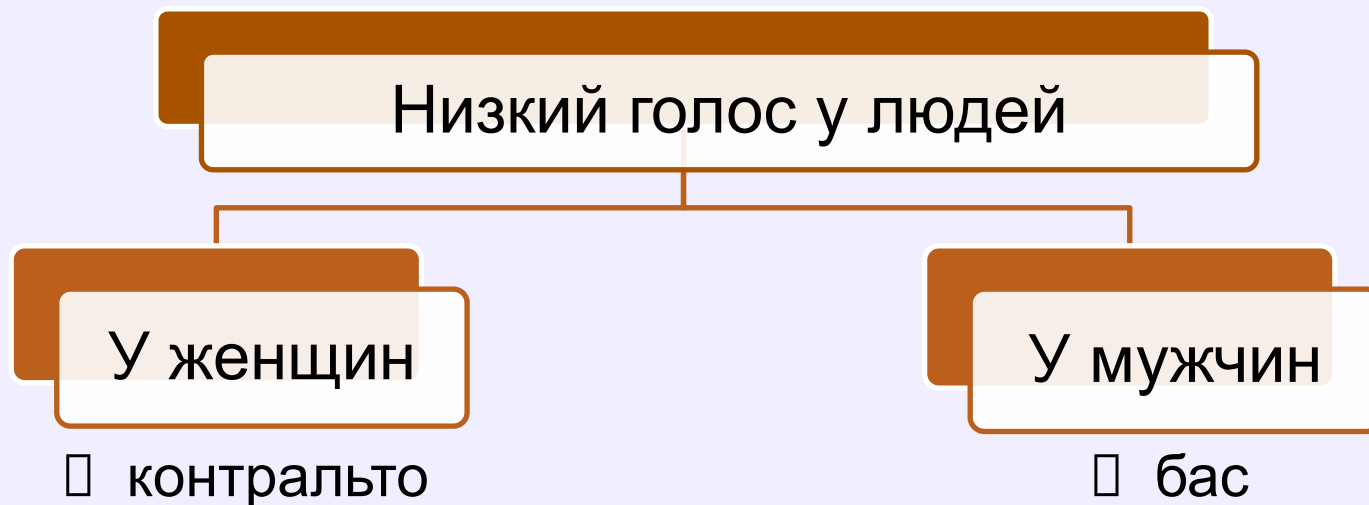 Низкий голос у людей
У женщин
У мужчин
контральто
бас